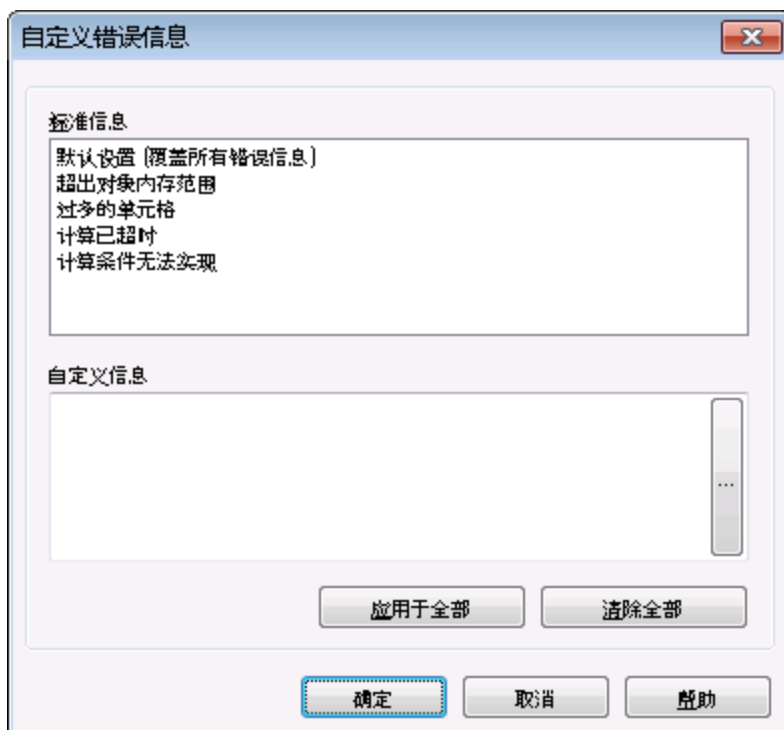 自定义错误信息
标准信息
默认设置 (覆盖所有错误信息)
超出对象内存范围
过多的单元格
计算已超时
计算条件无法实现
自定义信息
...
应用于全部
清除全部
确定
取消
帮助